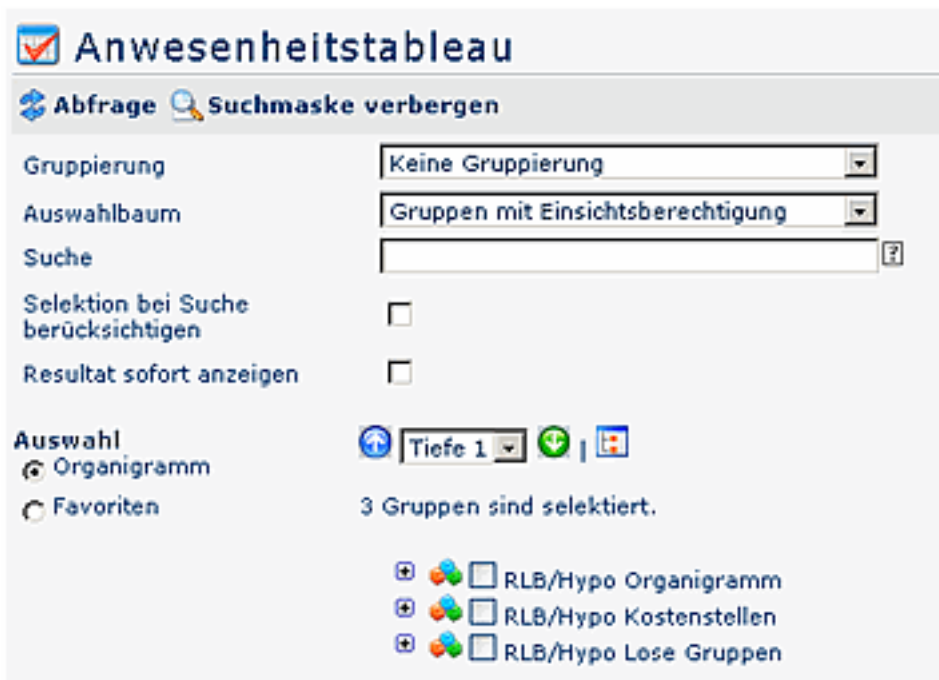 Anwesenheitstableau
Abfrage Suchmaske verbergen
Gruppierung Keine Gruppierung
Auswahlbaum Gruppen mit Einsichtsberechtigung
Suche ?
Selektion bei Suche
berücksichtigen
Resultat sofort anzeigen
Auswahl
Organigramm Tiefe 1 |
Favoriten 3 Gruppen sind selektiert.
RLB/Hypo Organigramm
RLB/Hypo Kostenstellen
RLB/Hypo Lose Gruppen